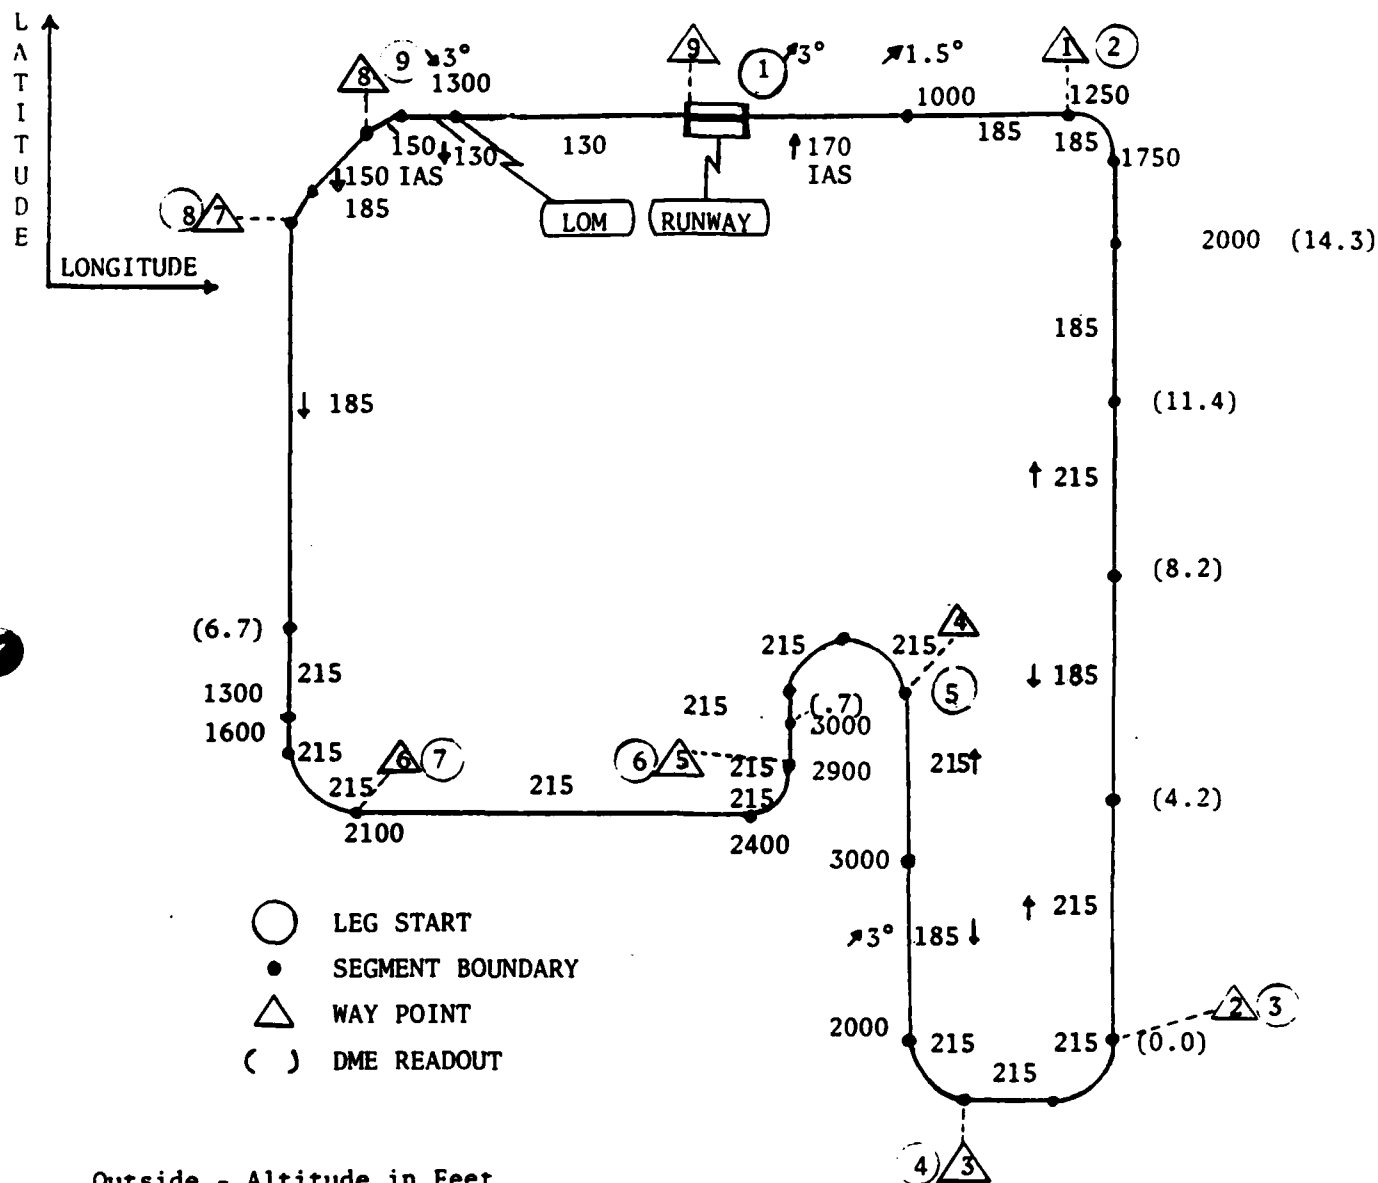 LATITUDE
LONGITUDE
8 9 ↘3°
1300
9 1 ↗3° ↗1.5°
1 2
1000 1250
150 ↓130 130 ↑170 185 185 1750
↓150 IAS IAS
185
8 7
LOM RUNWAY
2000 (14.3)
185
↓ 185 (11.4)
↑ 215
(8.2)
(6.7) 215 215 4
215 ↓ 185
1300 215 (.7) 5
1600 3000
215 6 7 6 5 215 2900 215↑
215 215 215 (4.2)
2100 2400 3000
↑ 215
LEG START
↗3° 185↓
SEGMENT BOUNDARY
WAY POINT 2 3
2000 215 215 (0.0)
( ) DME READOUT
215
4 3
Outside - Altitude in Feet